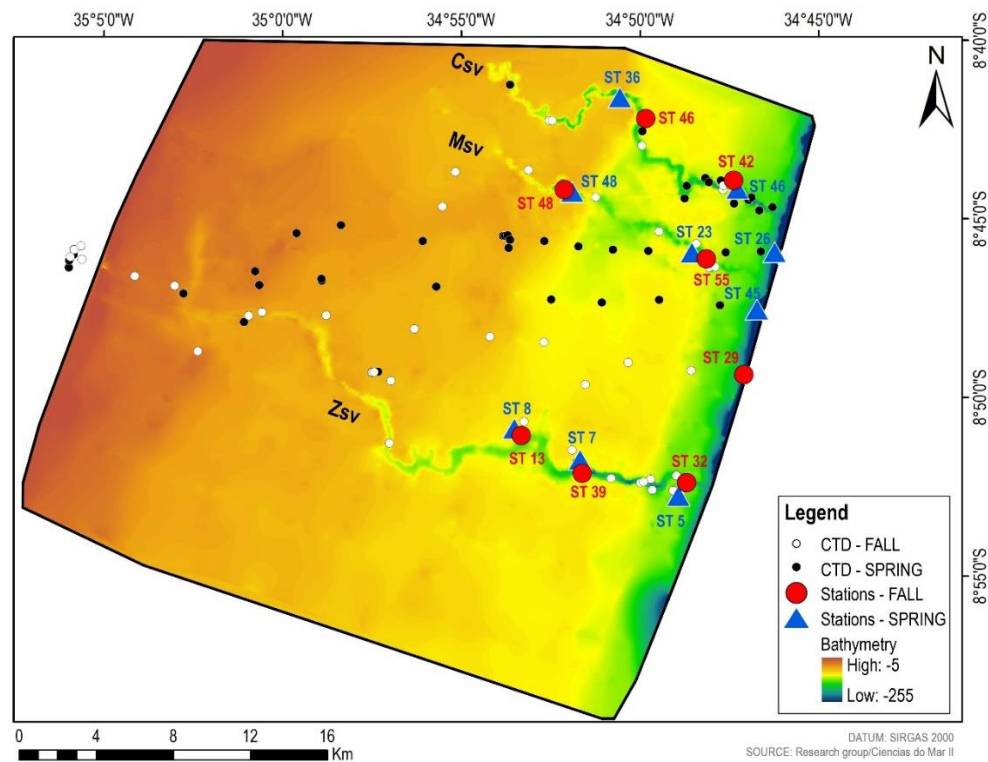 35°5'0"W
35°0'0"W
34°55'0"W
34°50'0"W
34°45'0"W
8°40'0"S
N
Csv
ST 36
ST 46
Msv
ST 42
ST 48
ST 48
ST 46
8°45'0"S
ST 23
ST 26
ST 55
ST 45
ST 29
8°50'0"S
Zsv
ST 8
ST 7
ST 13
ST 32
ST 39
ST 5
8°55'0"S
Legend
CTD - FALL
CTD - SPRING
Stations - FALL
Stations - SPRING
Bathymetry
High: -5
Low: -255
0 2 4 8 12 16
Km
DATUM: SIRGAS 2000
SOURCE: Research group/Ciencias do Mar II